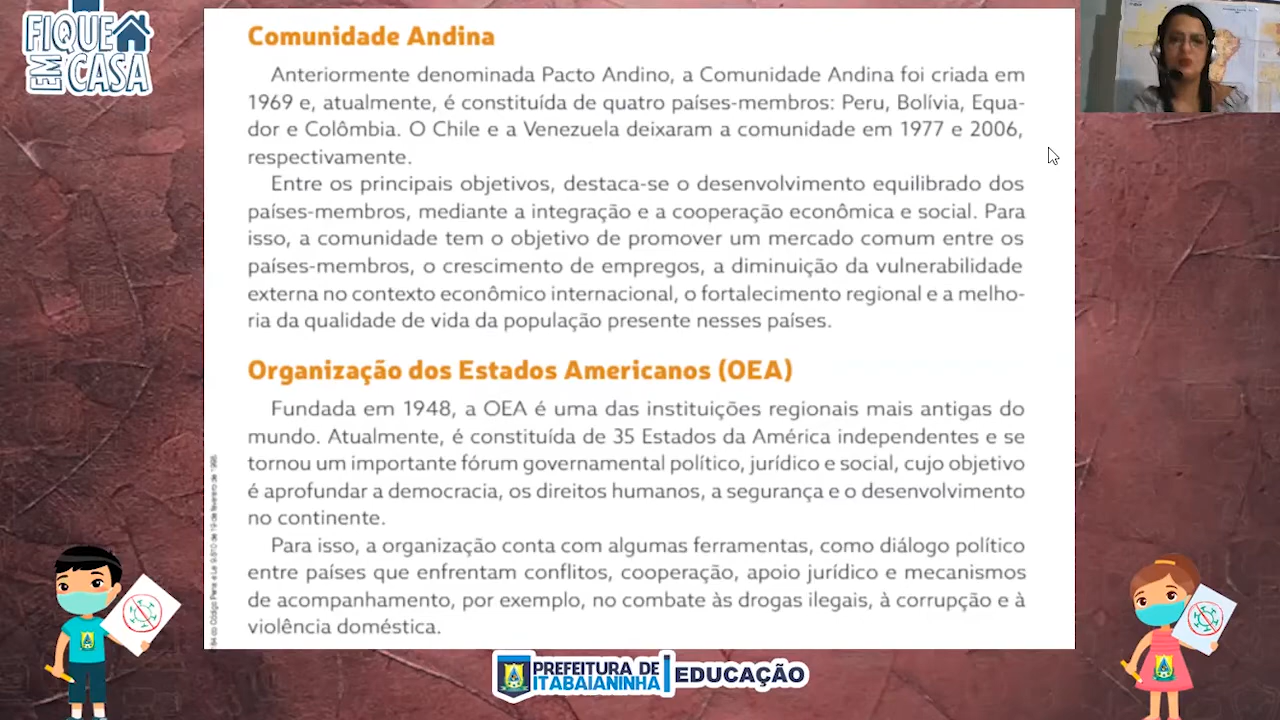 FIQUE
EM
CASA
Comunidade Andina
Anteriormente denominada Pacto Andino, a Comunidade Andina foi criada em
1969 e, atualmente, é constituída de quatro países-membros: Peru, Bolívia, Equa-
dor e Colômbia. O Chile e a Venezuela deixaram a comunidade em 1977 e 2006,
respectivamente.
Entre os principais objetivos, destaca-se o desenvolvimento equilibrado dos
países-membros, mediante a integração e a cooperação econômica e social. Para
isso, a comunidade tem o objetivo de promover um mercado comum entre os
países-membros, o crescimento de empregos, a diminuição da vulnerabilidade
externa no contexto econômico internacional, o fortalecimento regional e a melho-
ria da qualidade de vida da população presente nesses países.
Organização dos Estados Americanos (OEA)
Fundada em 1948, a OEA é uma das instituições regionais mais antigas do
mundo. Atualmente, é constituída de 35 Estados da América independentes e se
tornou um importante fórum governamental político, jurídico e social, cujo objetivo
é aprofundar a democracia, os direitos humanos, a segurança e o desenvolvimento
no continente.
Para isso, a organização conta com algumas ferramentas, como diálogo político
entre países que enfrentam conflitos, cooperação, apoio jurídico e mecanismos
de acompanhamento, por exemplo, no combate às drogas ilegais, à corrupção e à
violência doméstica.
PREFEITURA DE
ITABAIANINHA
EDUCAÇÃO